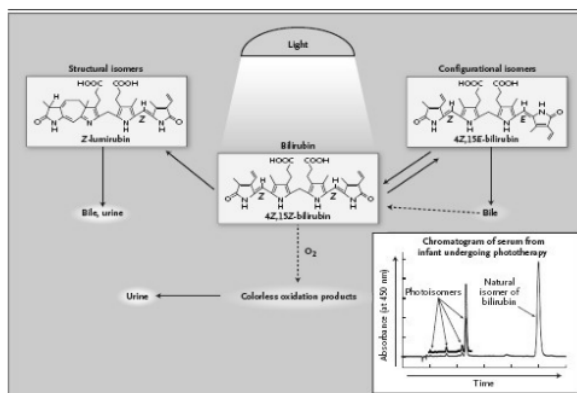 Light
Structural isomers
HOOC COOH
H
Z
O N
H
N
H
N
H
N
H
O
Z-lumirubin
Configurational isomers
HOOC COOH
H
Z
H
E
O N
H
N
H
N
H
H
N
O
4Z,15E-bilirubin
Bilirubin
HOOC COOH
H
Z
H
Z
O N
H
N
H
N
H
N
H
O
4Z,15Z-bilirubin
Bile, urine
Bile
O2
Urine
Colorless oxidation products
Chromatogram of serum from
infant undergoing phototherapy
Absorbance (at 450 nm)
Photoisomers
Natural
isomer of
bilirubin
Time